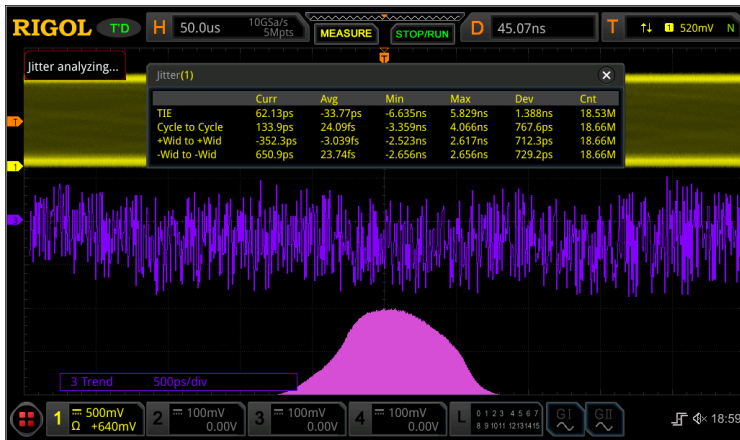 RIGOL T'D H 50.0us 10GSa/s 5Mpts MEASURE STOP/RUN D 45.07ns T 1 520mV N
T
Jitter analyzing...
Jitter(1)
Curr Avg Min Max Dev Cnt
TIE 62.13ps -33.77ps -6.635ns 5.829ns 1.388ns 18.53M
Cycle to Cycle 133.9ps 24.09fs -3.359ns 4.066ns 767.6ps 18.66M
+Wid to +Wid -352.3ps -3.039fs -2.523ns 2.617ns 712.3ps 18.66M
-Wid to -Wid 650.9ps 23.74fs -2.656ns 2.656ns 729.2ps 18.66M
T
1
3
3 Trend 500ps/div
1 500mV Ω +640mV 2 100mV 0.00V 3 100mV 0.00V 4 100mV 0.00V L 0 1 2 3 4 5 6 7 8 9 10 11 12 13 14 15 GI GII 18:59